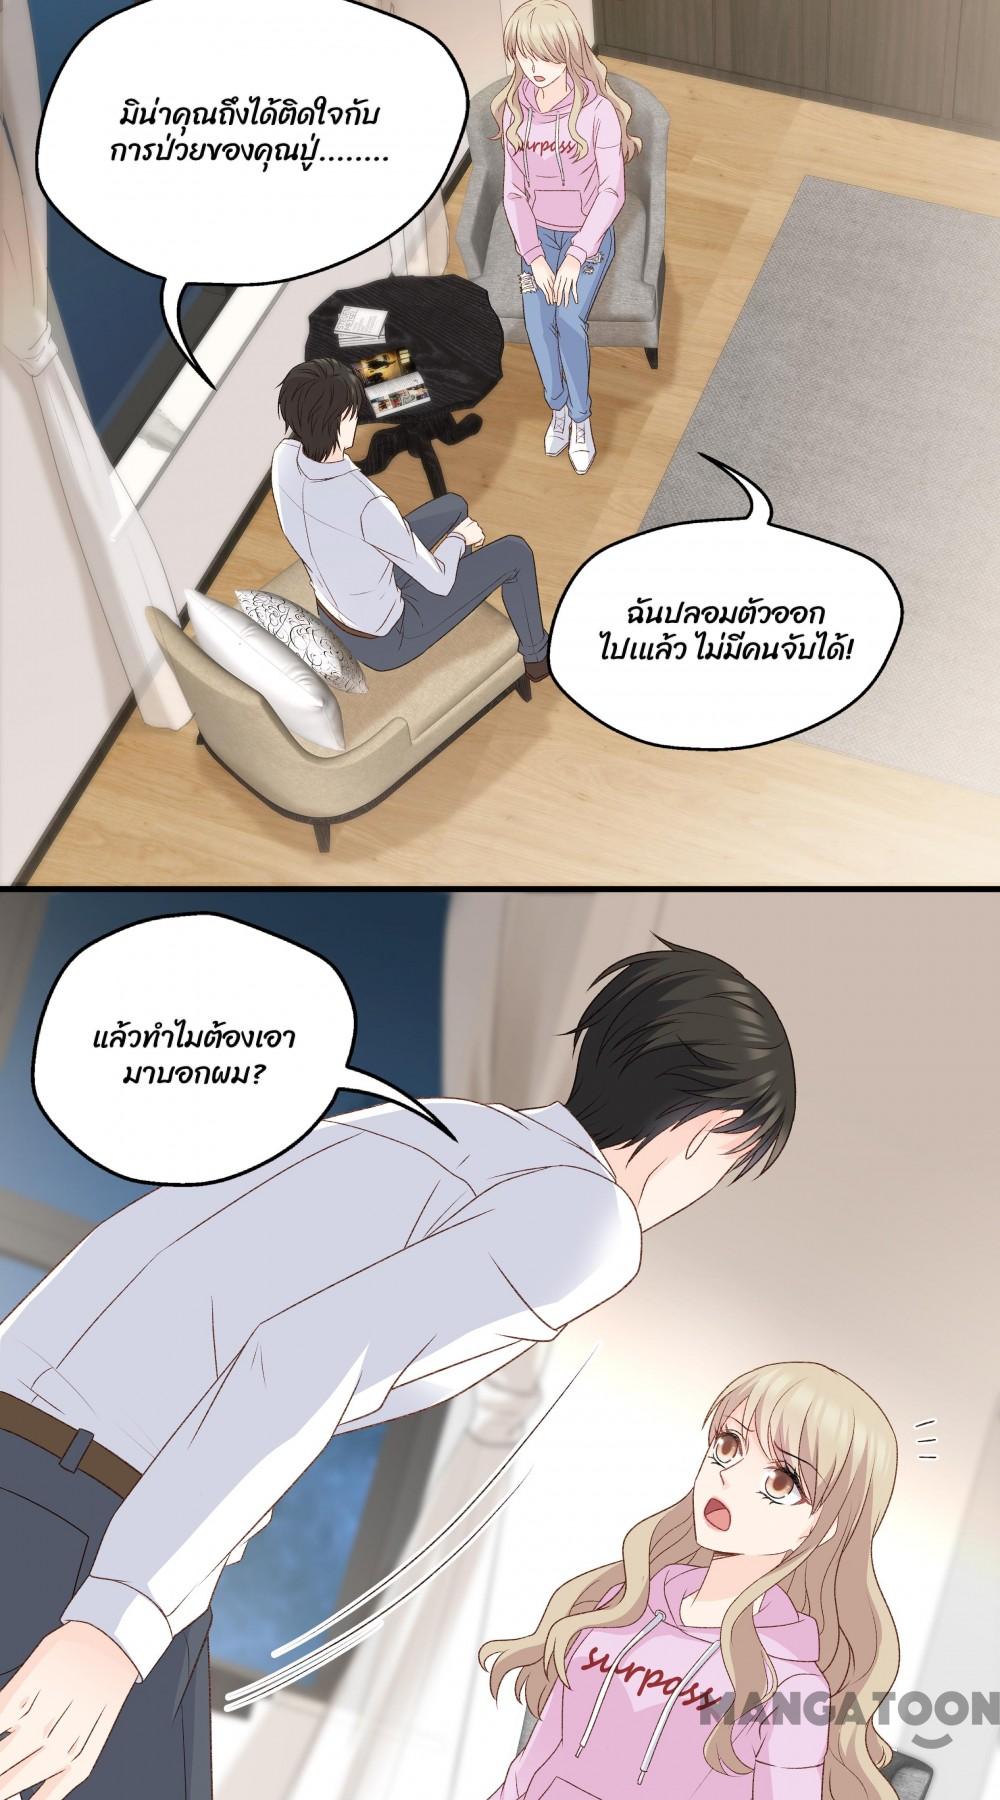 มิน่าคุณถึงได้ติดใจกับ
การป่วยของคุณปู่........
surpass
ฉันปลอมตัวออก
ไปแล้ว ไม่มีคนจับได้!
แล้วทำไมต้องเอา
มาบอกผม?
surpass
MANGATOON